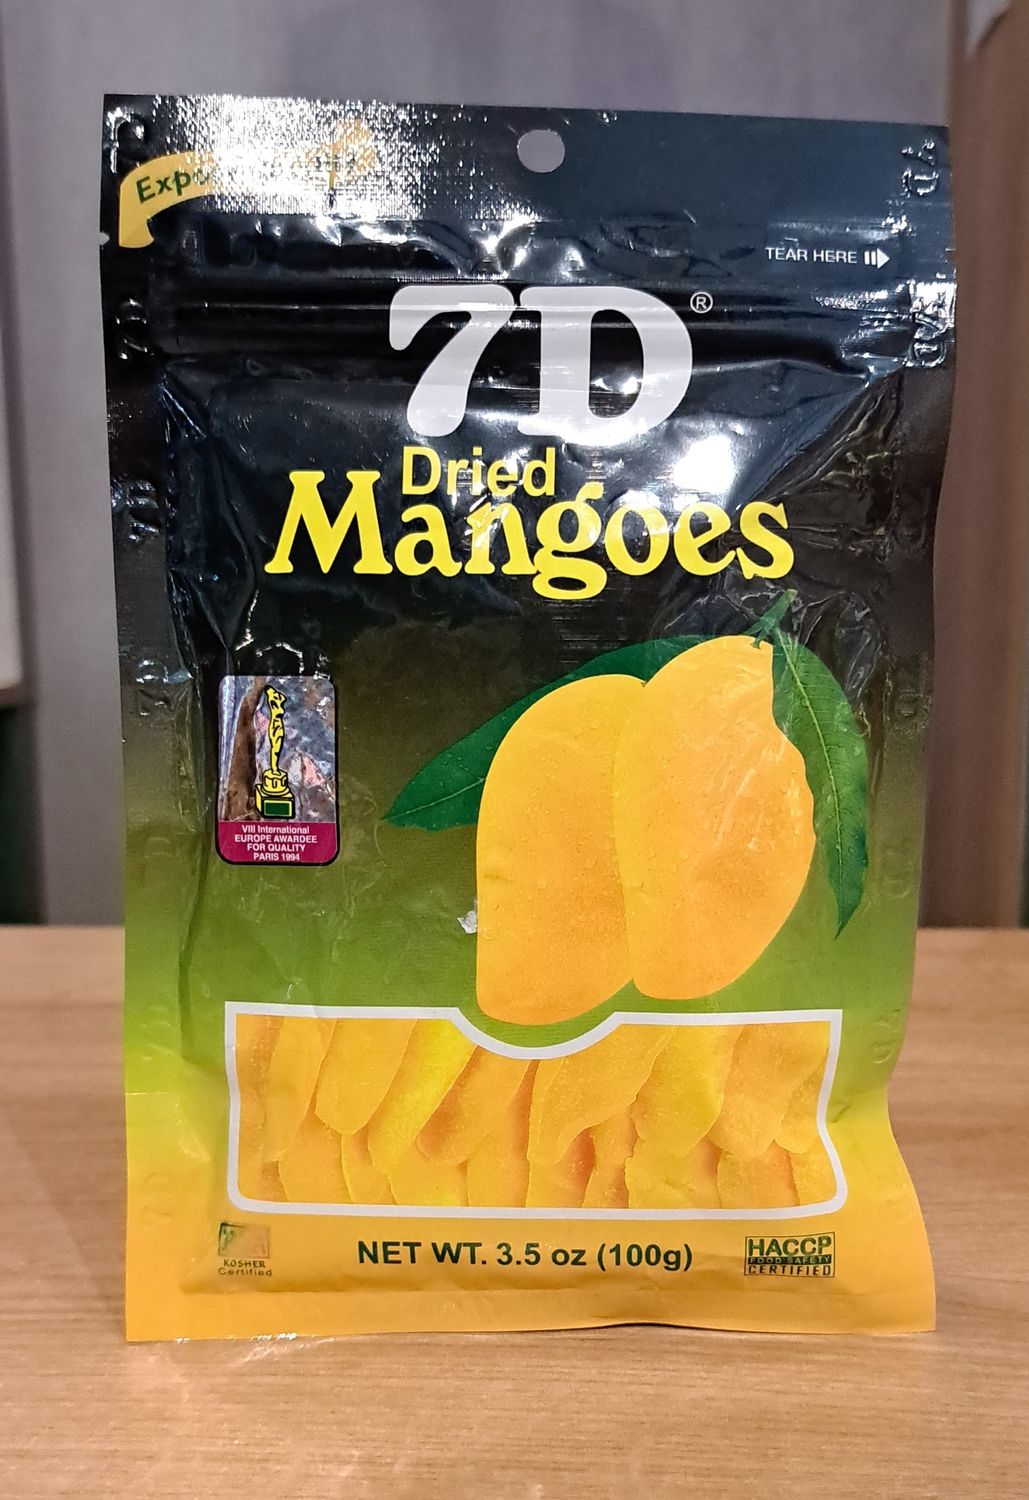 TEAR HERE
7D®
Dried
Mangoes
VIII International
EUROPE AWARDEE
FOR QUALITY
PARIS 1994
KOSHER
Certified
NET WT. 3.5 oz (100g)
HACCP
FOOD SAFETY
CERTIFIED